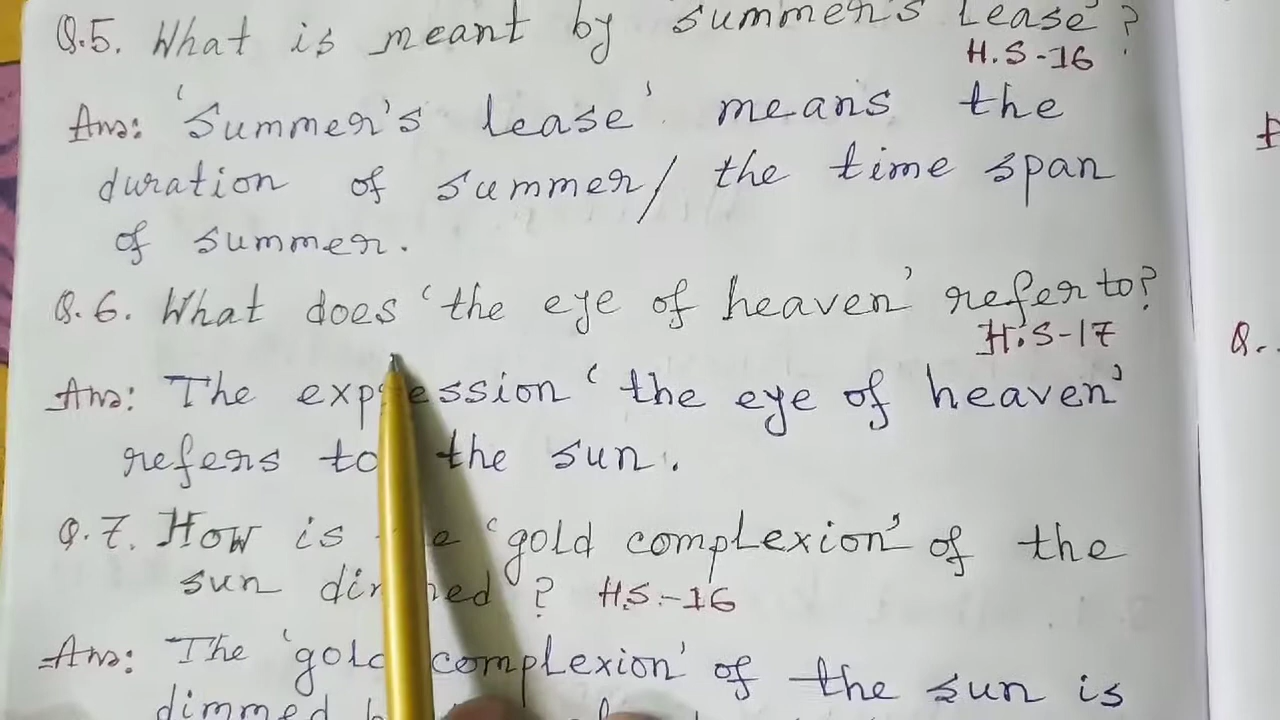 Q.5. What is meant by 'summer's lease'?
H.S-16
Ans: 'Summer's lease' means the
duration of summer/ the time span
of summer.
Q.6. What does 'the eye of heaven' refer to?
H.S-17
Ans: The expression 'the eye of heaven'
refers to the sun.
Q.7. How is the 'gold complexion' of the
sun dimmed? H.S.-16
Ans: The 'gold complexion' of the sun is
dimmed
Q.